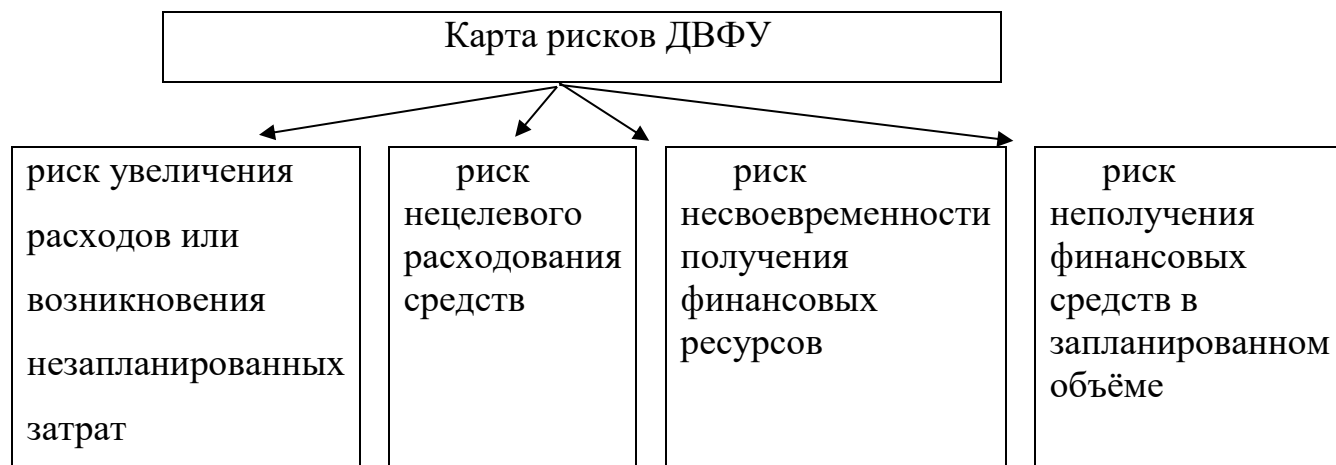 Карта рисков ДВФУ
риск увеличения
расходов или
возникновения
незапланированных
затрат
риск
нецелевого
расходования
средств
риск
несвоевременности
получения
финансовых
ресурсов
риск
неполучения
финансовых
средств в
запланированном
объёме